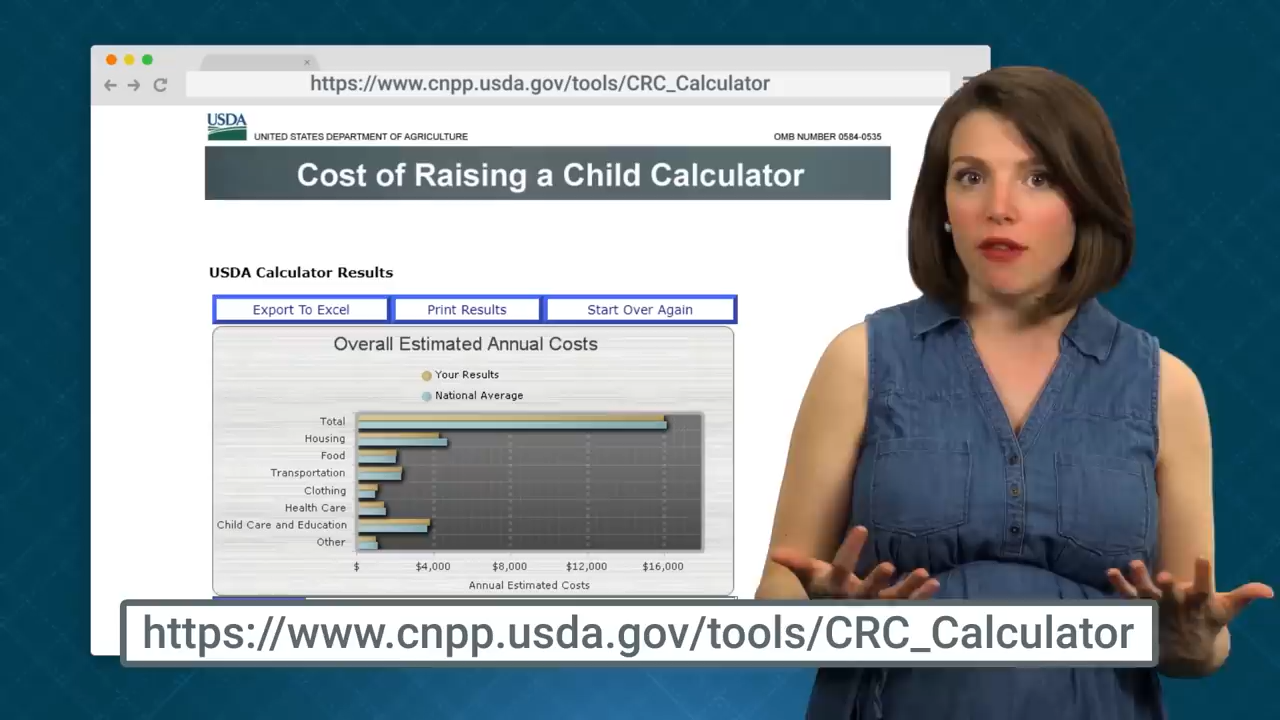 https://www.cnpp.usda.gov/tools/CRC_Calculator
USDA
UNITED STATES DEPARTMENT OF AGRICULTURE
OMB NUMBER 0584-0535
Cost of Raising a Child Calculator
USDA Calculator Results
Export To Excel
Print Results
Start Over Again
Overall Estimated Annual Costs
Your Results
National Average
Total
Housing
Food
Transportation
Clothing
Health Care
Child Care and Education
Other
$ $4,000 $8,000 $12,000 $16,000
Annual Estimated Costs
https://www.cnpp.usda.gov/tools/CRC_Calculator